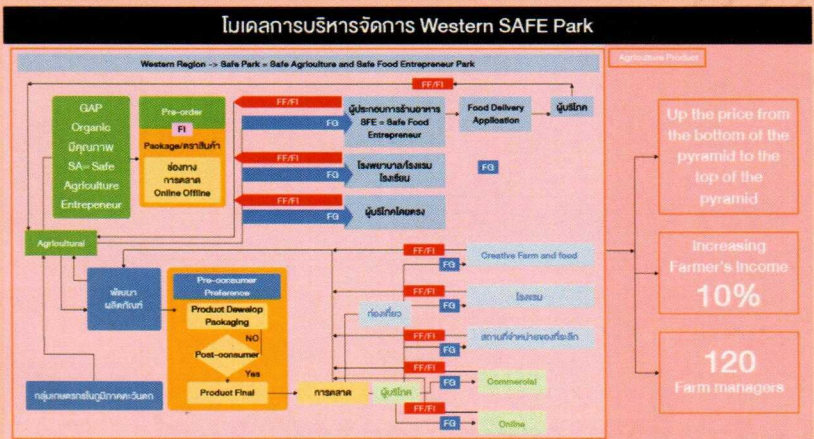 โมเดลการบริหารจัดการ Western SAFE Park
Western Region -> Safe Park = Safe Agriculture and Safe Food Entrepreneur Park
Agriculture Product
FF/FI
GAP
Organic
มีคุณภาพ
SA= Safe
Agriculture
Entrepeneur
Pre-order
FI
Package/ตราสินค้า
ช่องทาง
การตลาด
Online Offline
FF/FI
FG
ผู้ประกอบการร้านอาหาร
SFE = Safe Food
Entrepreneur
Food Delivery
Application
ผู้บริโภค
FF/FI
FG
โรงพยาบาล/โรงแรม
โรงเรียน
FG
FF/FI
FG
ผู้บริโภคโดยตรง
Agricultural
พัฒนา
ผลิตภัณฑ์
Pre-consumer
Preference
Product Dewelop
Packaging
NO
Post-consumer
Yes
Product Final
กลุ่มเกษตรกรในภูมิภาคตะวันตก
การตลาด
ผู้บริโภค
ท่องเที่ยว
FF/FI
FG
Creative Farm and food
FF/FI
FG
โรงแรม
FF/FI
FG
สถานที่จำหน่ายของที่ระลึก
FF/FI
FG
Commercial
FF/FI
FG
Online
Up the price from
the bottom of the
pyramid to the
top of the
pyramid
Increasing
Farmer's Income
10%
120
Farm managers